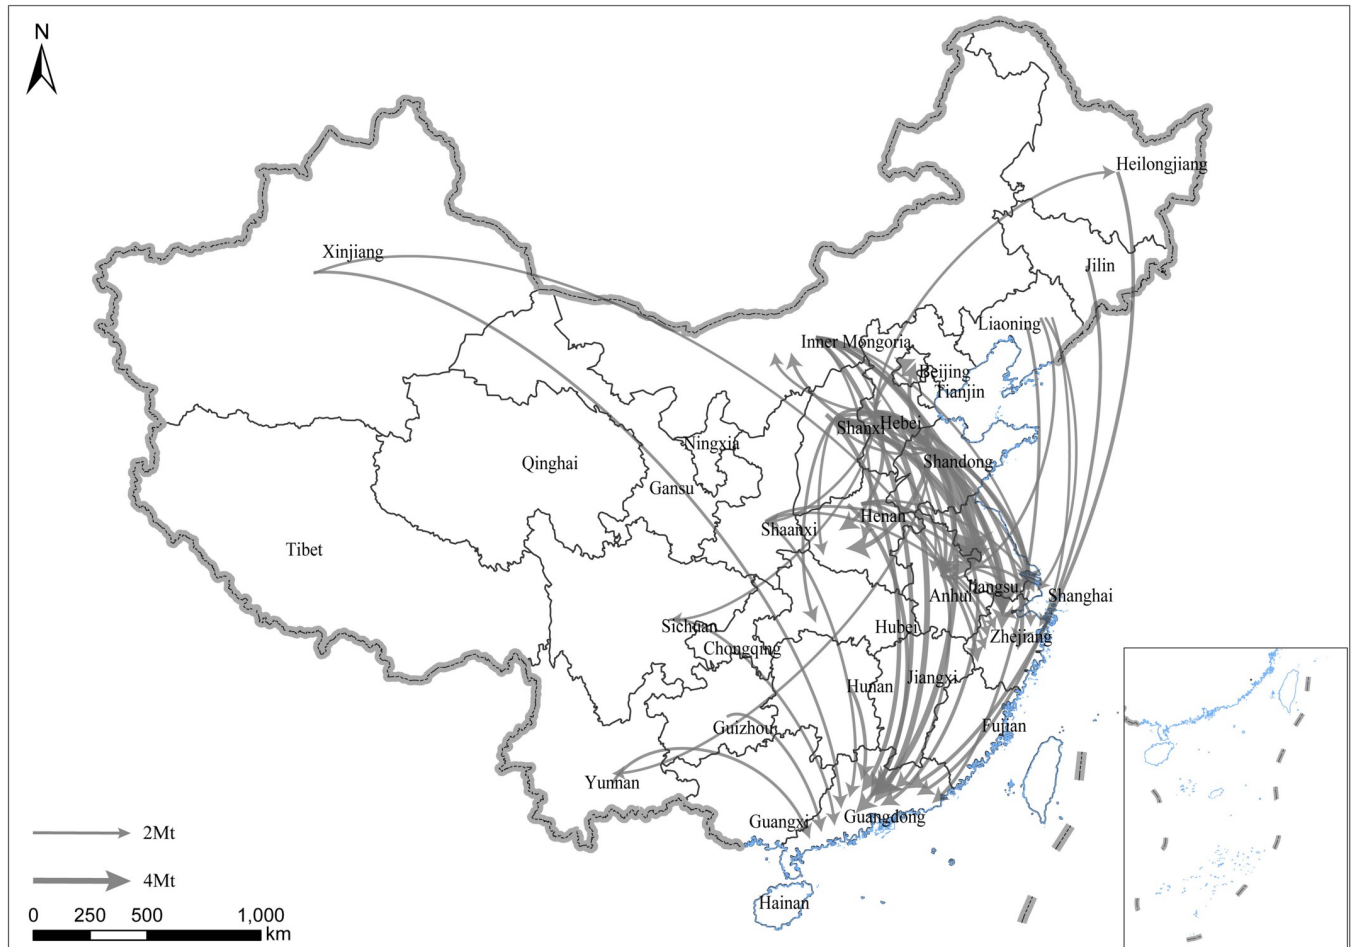 N
Heilongjiang
Xinjiang
Jilin
Liaoning
Inner Mongoria
Beijing
Tianjin
Shanxi
Hebei
Ningxia
Qinghai
Shandong
Gansu
Henan
Shaanxi
Tibet
Jiangsu
Anhui
Shanghai
Sichuan
Hubei
Zhejiang
Chongqing
Hunan
Jiangxi
Guizhou
Fujian
Yunnan
Guangxi
Guangdong
Hainan
2Mt
4Mt
0 250 500 1,000
km